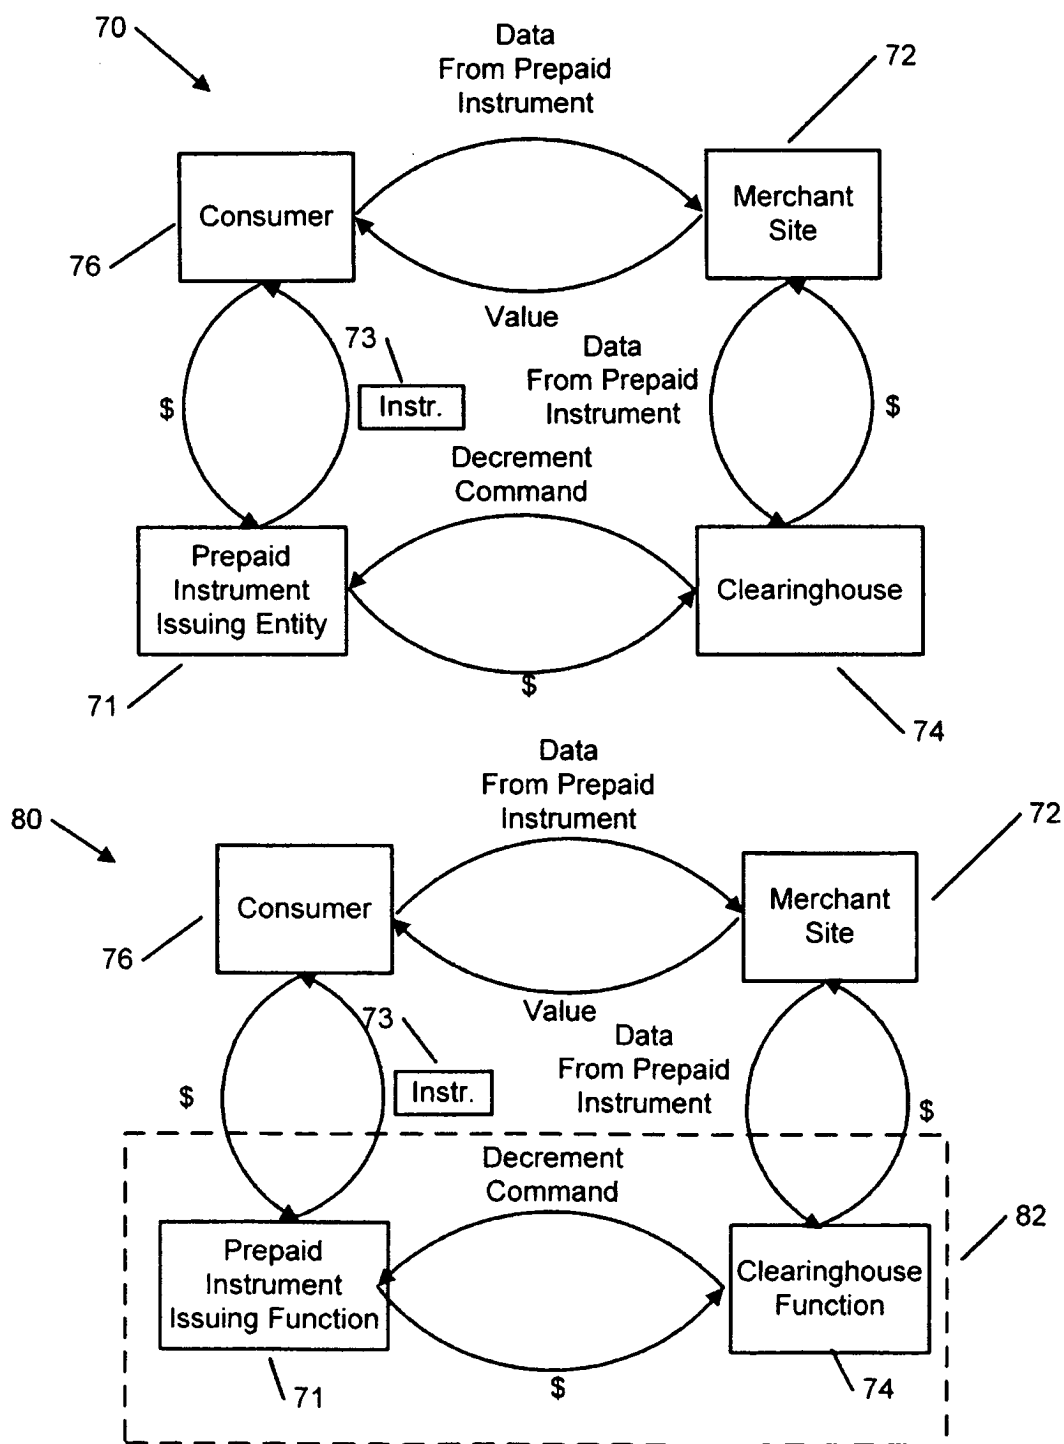 70
Data
From Prepaid
Instrument
72
Consumer
Merchant
Site
76
Value
73
Instr.
Data
From Prepaid
Instrument
$
$
Decrement
Command
Prepaid
Instrument
Issuing Entity
Clearinghouse
$
71
74
Data
From Prepaid
Instrument
80
72
Consumer
Merchant
Site
76
Value
73
Instr.
Data
From Prepaid
Instrument
$
$
Decrement
Command
82
Prepaid
Instrument
Issuing Function
Clearinghouse
Function
$
71
74